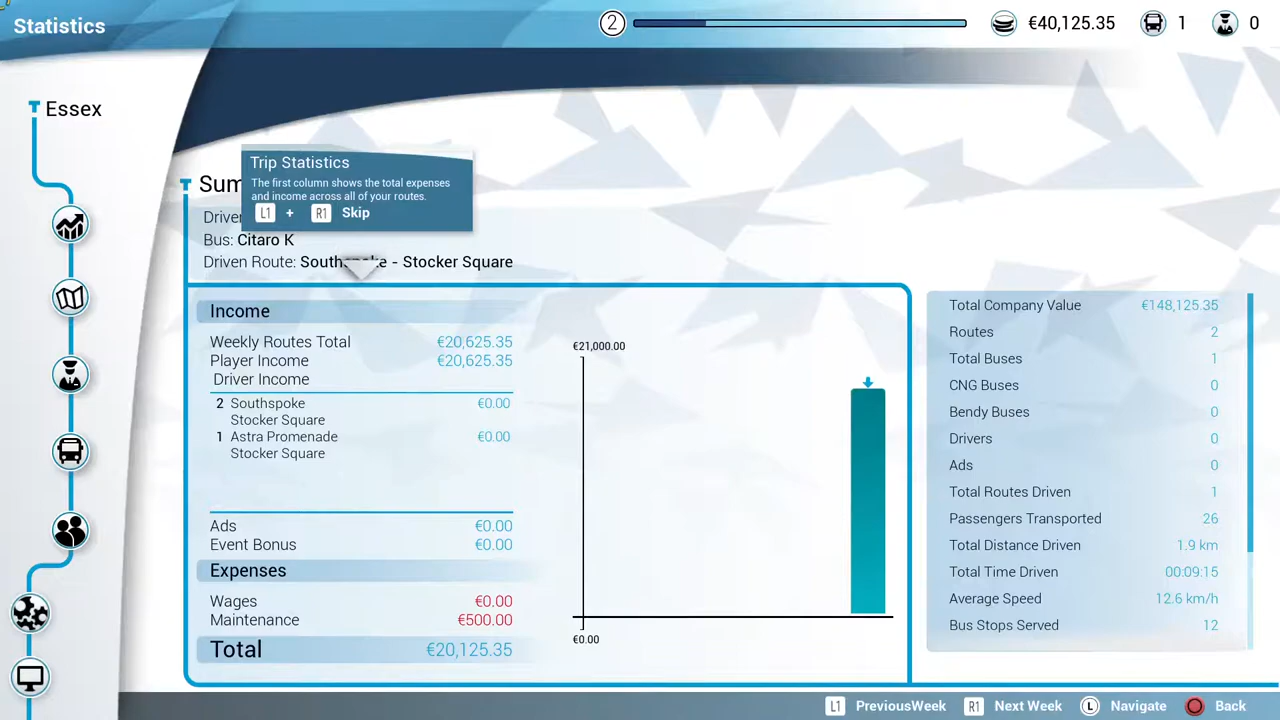 Statistics
2
€40,125.35
1
0
Essex
Trip Statistics
The first column shows the total expenses
and income across all of your routes.
L1 + R1 Skip
Sum
Driven
Bus: Citaro K
Driven Route: Southspoke - Stocker Square
Income
Weekly Routes Total €20,625.35
Player Income €20,625.35
Driver Income
2 Southspoke €0.00
Stocker Square
1 Astra Promenade €0.00
Stocker Square
Ads €0.00
Event Bonus €0.00
Expenses
Wages €0.00
Maintenance €500.00
Total €20,125.35
€21,000.00
€0.00
Total Company Value €148,125.35
Routes 2
Total Buses 1
CNG Buses 0
Bendy Buses 0
Drivers 0
Ads 0
Total Routes Driven 1
Passengers Transported 26
Total Distance Driven 1.9 km
Total Time Driven 00:09:15
Average Speed 12.6 km/h
Bus Stops Served 12
L1 PreviousWeek R1 Next Week L Navigate Back